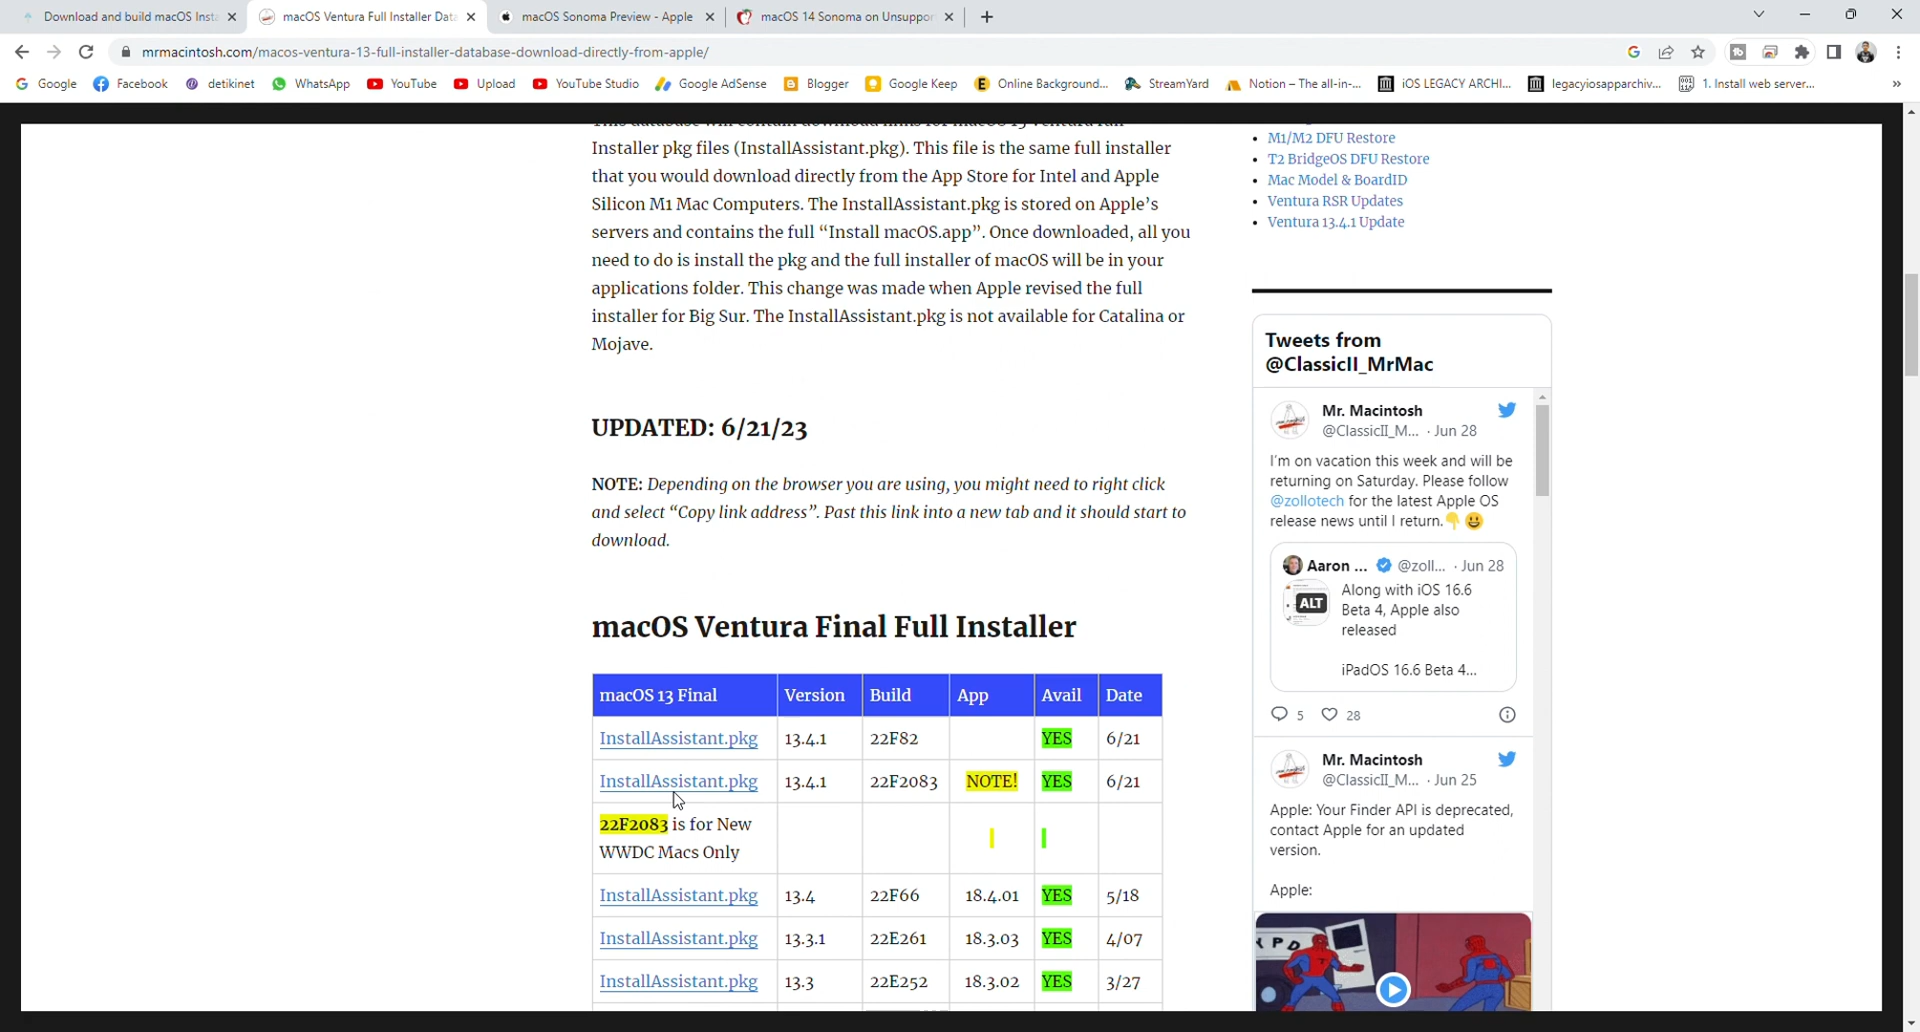 Download and build macOS Insta
macOS Ventura Full Installer Data
macOS Sonoma Preview - Apple
macOS 14 Sonoma on Unsuppor
mrmacintosh.com/macos-ventura-13-full-installer-database-download-directly-from-apple/
Google
Facebook
detikinet
WhatsApp
YouTube
Upload
YouTube Studio
Google AdSense
Blogger
Google Keep
Online Background...
StreamYard
Notion – The all-in-...
iOS LEGACY ARCHI...
legacyiosapparchiv...
1. Install web server...
Installer pkg files (InstallAssistant.pkg). This file is the same full installer
that you would download directly from the App Store for Intel and Apple
Silicon M1 Mac Computers. The InstallAssistant.pkg is stored on Apple’s
servers and contains the full “Install macOS.app”. Once downloaded, all you
need to do is install the pkg and the full installer of macOS will be in your
applications folder. This change was made when Apple revised the full
installer for Big Sur. The InstallAssistant.pkg is not available for Catalina or
Mojave.
UPDATED: 6/21/23
NOTE: Depending on the browser you are using, you might need to right click
and select “Copy link address”. Past this link into a new tab and it should start to
download.
macOS Ventura Final Full Installer
macOS 13 Final Version Build App Avail Date
InstallAssistant.pkg 13.4.1 22F82 YES 6/21
InstallAssistant.pkg 13.4.1 22F2083 NOTE! YES 6/21
22F2083 is for New
WWDC Macs Only
InstallAssistant.pkg 13.4 22F66 18.4.01 YES 5/18
InstallAssistant.pkg 13.3.1 22E261 18.3.03 YES 4/07
InstallAssistant.pkg 13.3 22E252 18.3.02 YES 3/27
M1/M2 DFU Restore
T2 BridgeOS DFU Restore
Mac Model & BoardID
Ventura RSR Updates
Ventura 13.4.1 Update
Tweets from
@ClassicII_MrMac
Mr. Macintosh
@ClassicII_M... · Jun 28
I'm on vacation this week and will be
returning on Saturday. Please follow
@zollotech for the latest Apple OS
release news until I return.👇😃
Aaron ... @zoll... · Jun 28
ALT
Along with iOS 16.6
Beta 4, Apple also
released
iPadOS 16.6 Beta 4...
5 28
Mr. Macintosh
@ClassicII_M... · Jun 25
Apple: Your Finder API is deprecated,
contact Apple for an updated
version.
Apple: